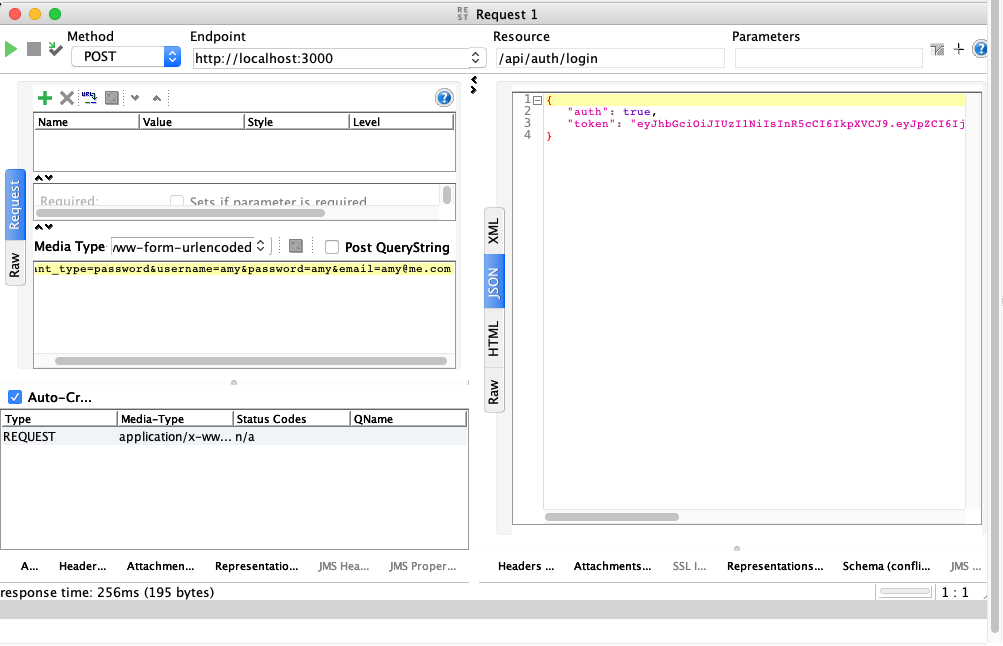 RE
ST Request 1
Method Endpoint Resource Parameters
POST http://localhost:3000 /api/auth/login
Name Value Style Level
Required: Sets if parameter is required
Media Type /ww-form-urlencoded Post QueryString
ant_type=password&username=amy&password=amy&email=amy@me.com
Request
Raw
Auto-Cr...
Type Media-Type Status Codes QName
REQUEST application/x-ww... n/a
A... Header... Attachmen... Representatio... JMS Hea... JMS Proper...
XML
JSON
HTML
Raw
1 {
2 "auth": true,
3 "token": "eyJhbGciOiJIUzI1NiIsInR5cCI6IkpXVCJ9.eyJpZCI6Ij
4 }
Headers ... Attachments... SSL I... Representations... Schema (confli... JMS ...
response time: 256ms (195 bytes) 1 : 1